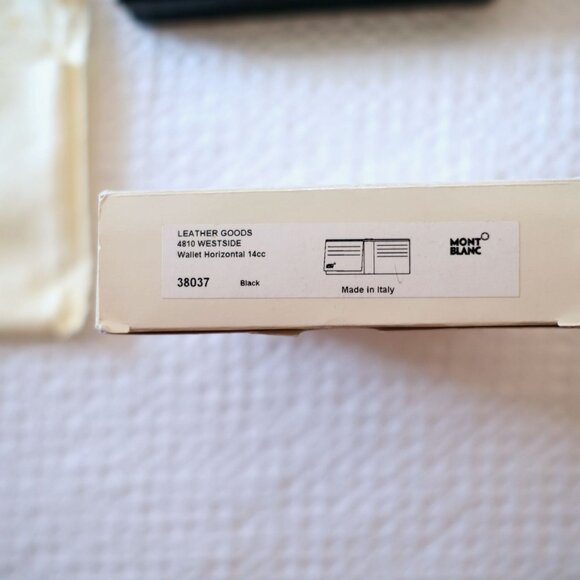 LEATHER GOODS
4810 WESTSIDE
Wallet Horizontal 14cc
38037 Black
Made in Italy
MONT
BLANC